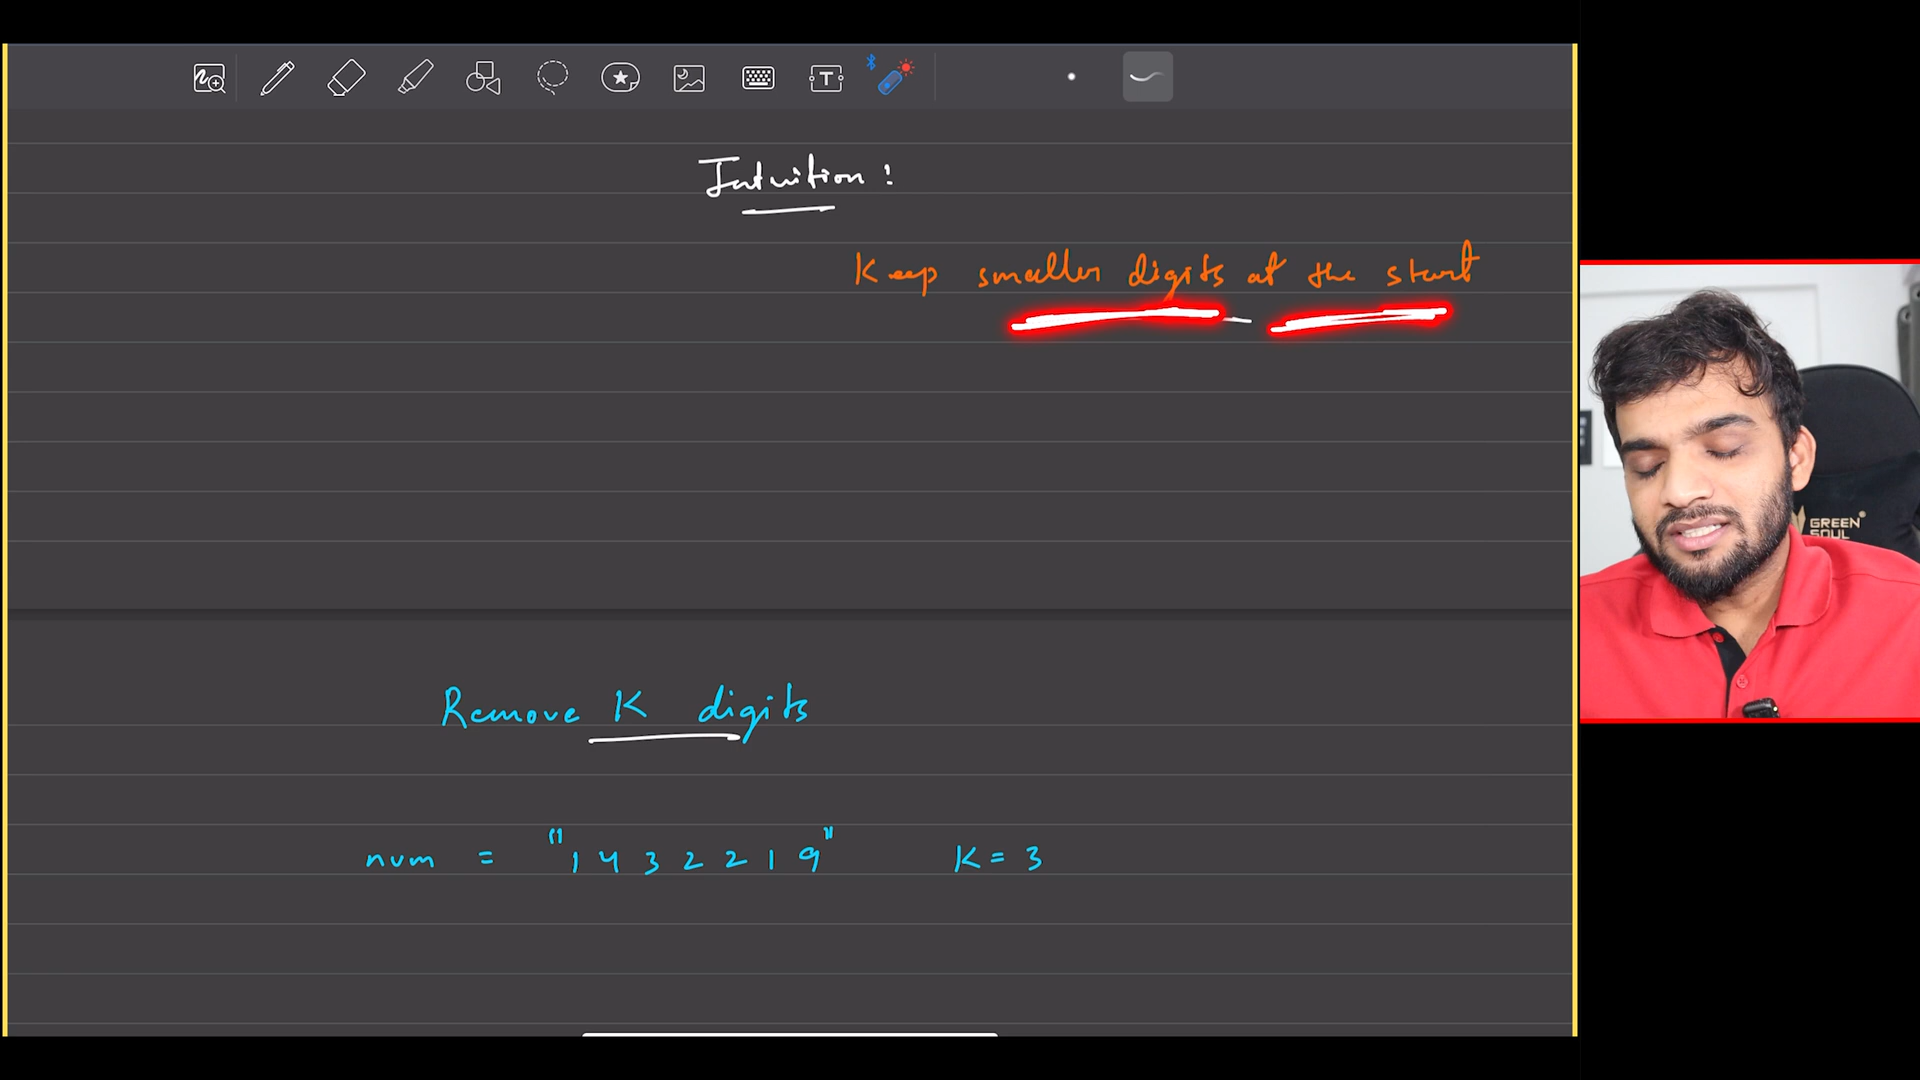 Intuition :
Keep smaller digits at the start
Remove K digits
num = "1432219" K = 3
GREEN SOUL